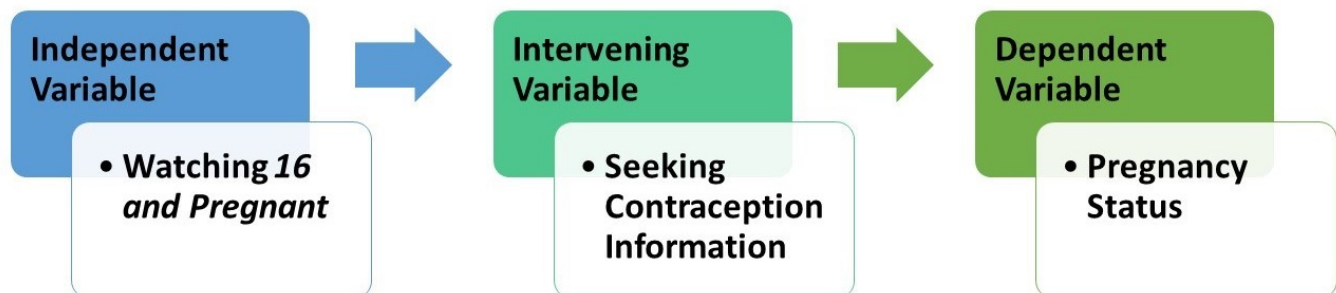 Independent
Variable
• Watching 16
and Pregnant
Intervening
Variable
• Seeking
Contraception
Information
Dependent
Variable
• Pregnancy
Status